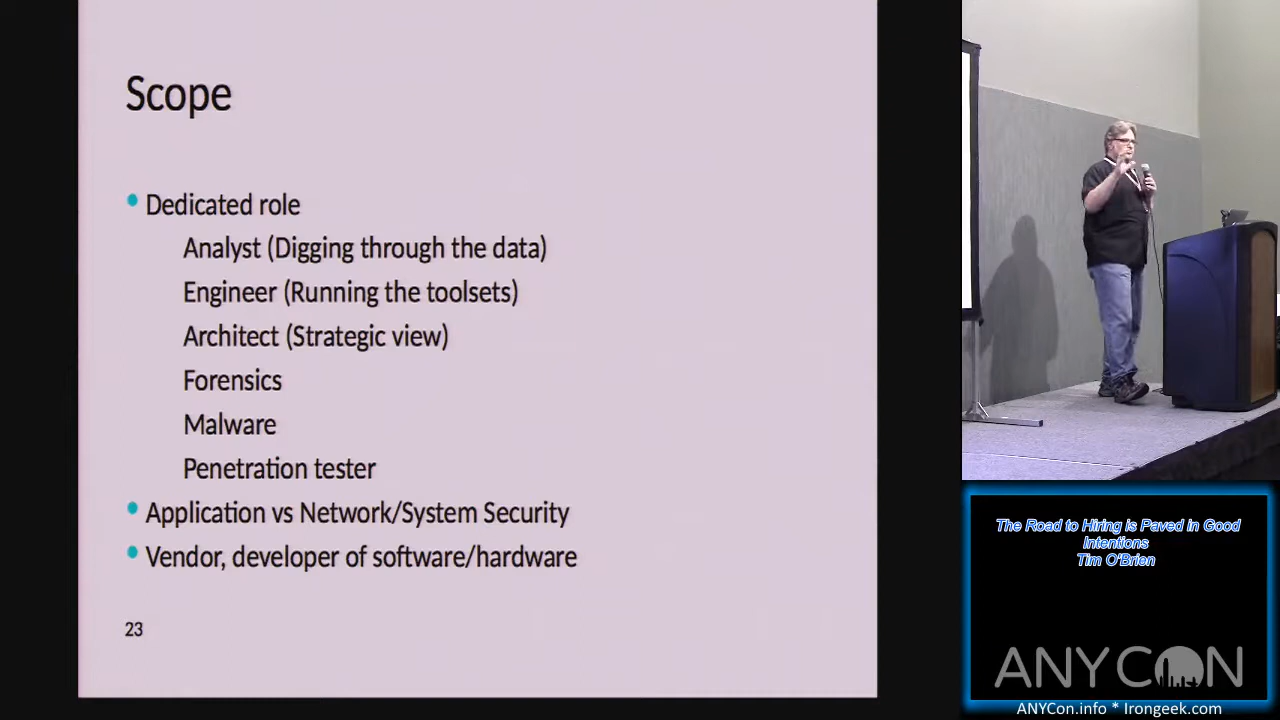 Scope
Dedicated role
Analyst (Digging through the data)
Engineer (Running the toolsets)
Architect (Strategic view)
Forensics
Malware
Penetration tester
Application vs Network/System Security
Vendor, developer of software/hardware
23
The Road to Hiring is Paved in Good
Intentions
Tim O'Brien
ANYCON
ANYCon.info * Irongeek.com